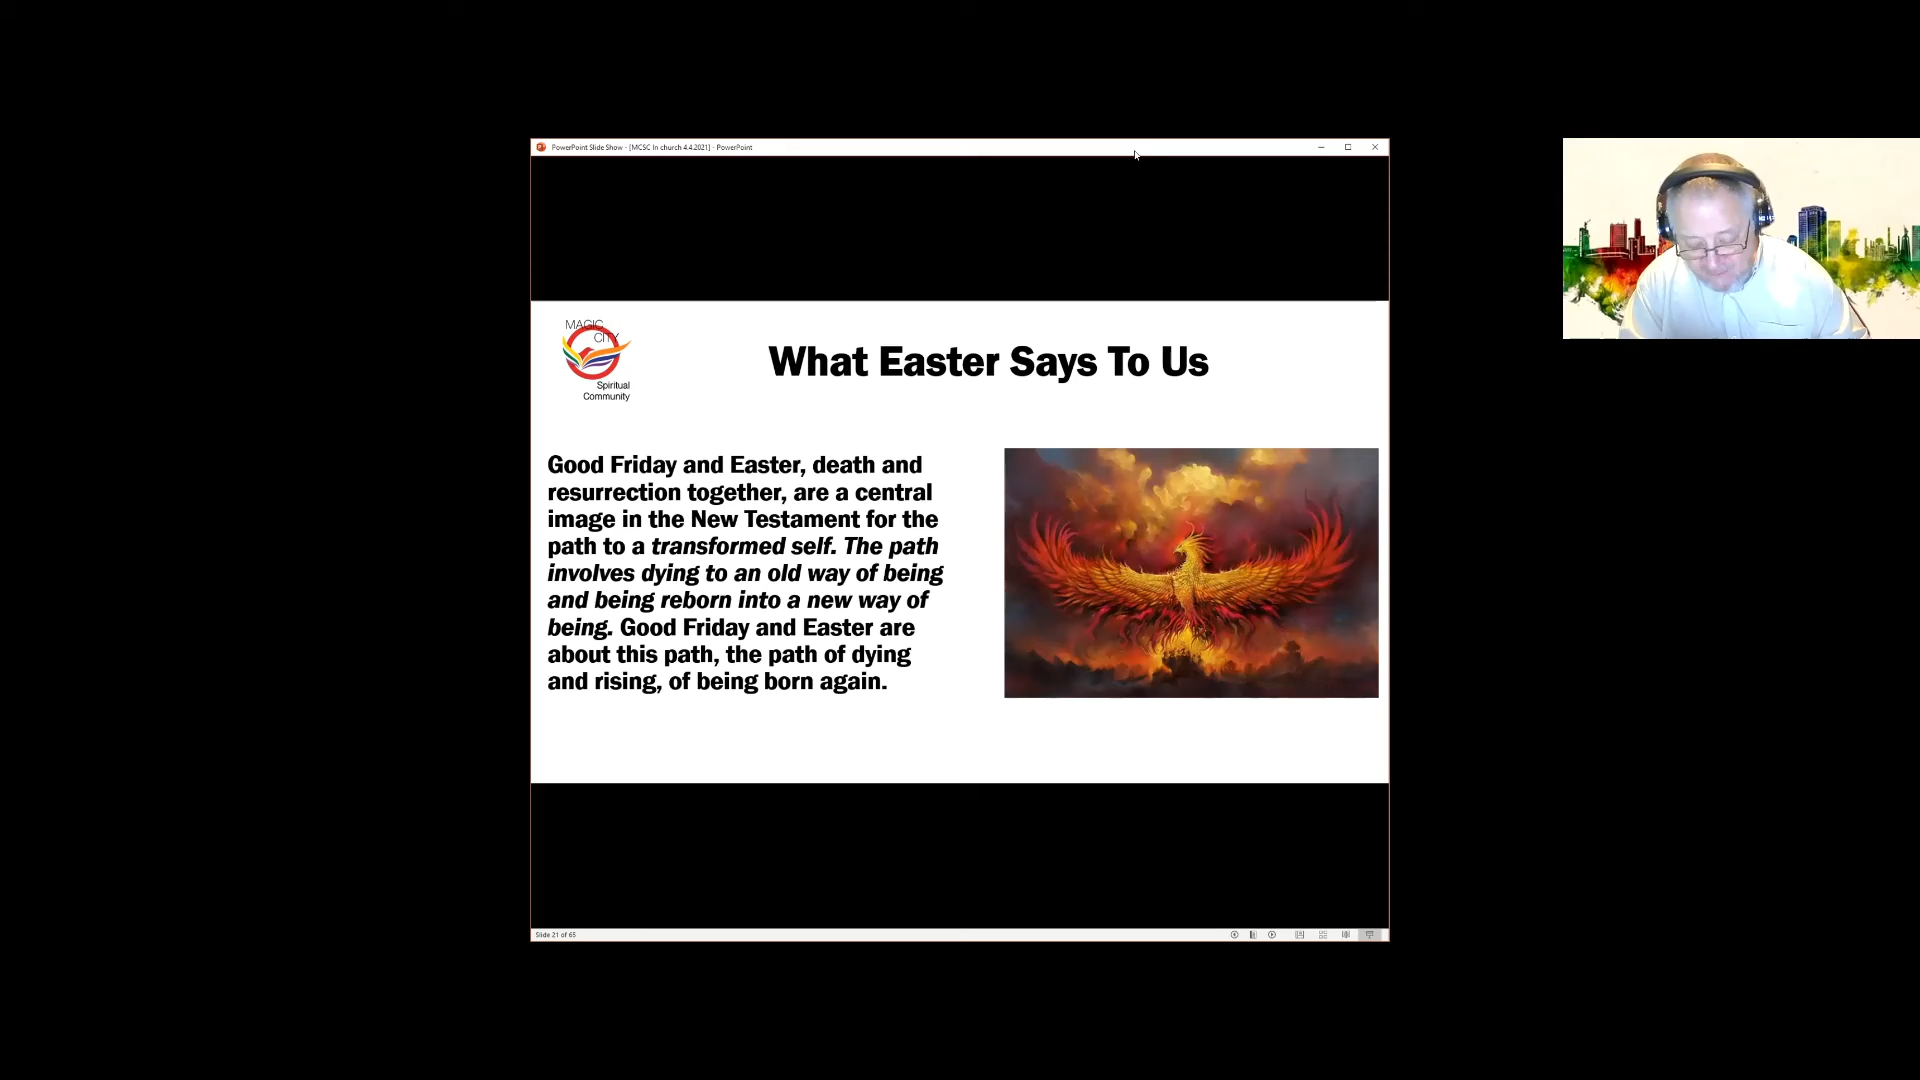 PowerPoint Slide Show - [MCSC In church 4.4.2021] - PowerPoint
MAGIC
CITY
Spiritual
Community
What Easter Says To Us
Good Friday and Easter, death and
resurrection together, are a central
image in the New Testament for the
path to a transformed self. The path
involves dying to an old way of being
and being reborn into a new way of
being. Good Friday and Easter are
about this path, the path of dying
and rising, of being born again.
Slide 21 of 65